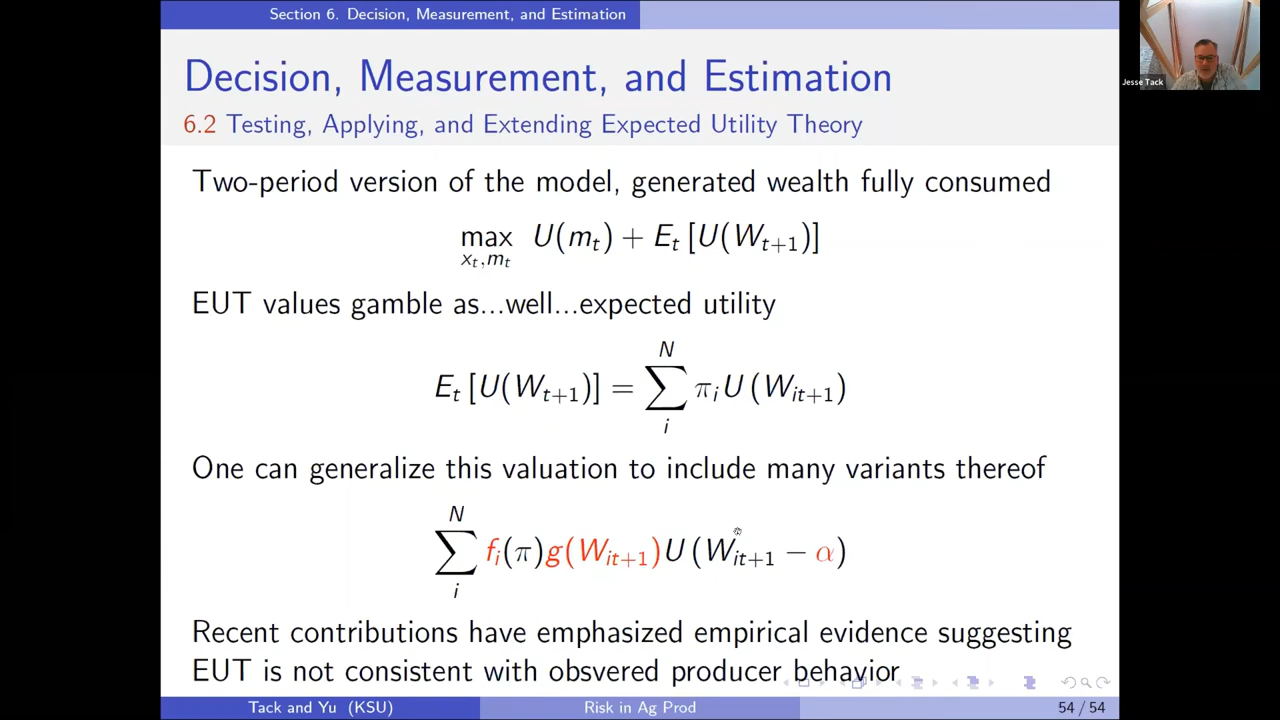 Section 6. Decision, Measurement, and Estimation
Jesse Tack
Decision, Measurement, and Estimation
6.2 Testing, Applying, and Extending Expected Utility Theory
Two-period version of the model, generated wealth fully consumed
max U(m_t) + E_t [U(W_{t+1})]
x_t,m_t
EUT values gamble as...well...expected utility
E_t [U(W_{t+1})] = ∑_i^N π_i U (W_{it+1})
One can generalize this valuation to include many variants thereof
∑_i^N f_i(π)g(W_{it+1})U (W_{it+1} − α)
Recent contributions have emphasized empirical evidence suggesting
EUT is not consistent with obsvered producer behavior
Tack and Yu (KSU) Risk in Ag Prod 54 / 54